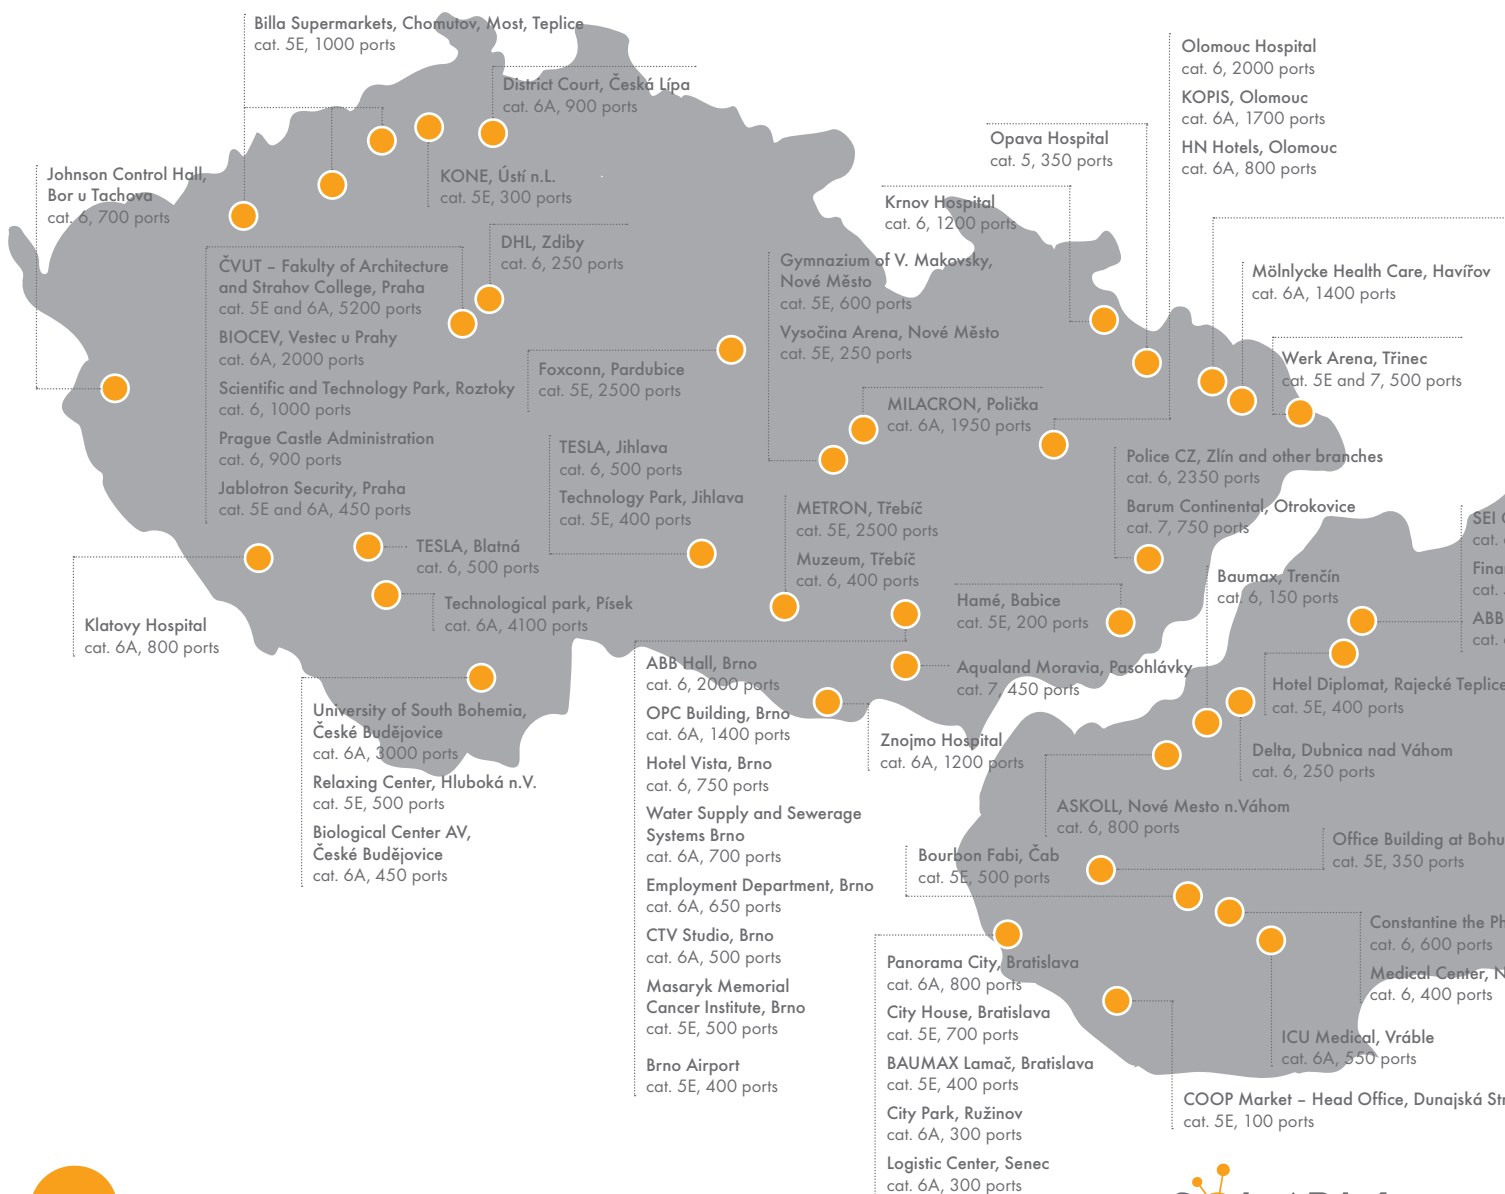 Billa Supermarkets, Chomutov, Most, Teplice
cat. 5E, 1000 ports
District Court, Česká Lípa
cat. 6A, 900 ports
KONE, Ústí n.L.
cat. 5E, 300 ports
Johnson Control Hall,
Bor u Tachova
cat. 6, 700 ports
DHL, Zdiby
cat. 6, 250 ports
ČVUT – Fakulty of Architecture
and Strahov College, Praha
cat. 5E and 6A, 5200 ports
BIOCEV, Vestec u Prahy
cat. 6A, 2000 ports
Scientific and Technology Park, Roztoky
cat. 6, 1000 ports
Prague Castle Administration
cat. 6, 900 ports
Jablotron Security, Praha
cat. 5E and 6A, 450 ports
Olomouc Hospital
cat. 6, 2000 ports
KOPIS, Olomouc
cat. 6A, 1700 ports
HN Hotels, Olomouc
cat. 6A, 800 ports
Opava Hospital
cat. 5, 350 ports
Krnov Hospital
cat. 6, 1200 ports
Gymnazium of V. Makovsky,
Nové Město
cat. 5E, 600 ports
Vysočina Arena, Nové Město
cat. 5E, 250 ports
Mölnlycke Health Care, Havířov
cat. 6A, 1400 ports
Werk Arena, Třinec
cat. 5E and 7, 500 ports
Foxconn, Pardubice
cat. 5E, 2500 ports
MILACRON, Polička
cat. 6A, 1950 ports
TESLA, Jihlava
cat. 6, 500 ports
Technology Park, Jihlava
cat. 5E, 400 ports
Police CZ, Zlín and other branches
cat. 6, 2350 ports
Barum Continental, Otrokovice
cat. 7, 750 ports
METRON, Třebíč
cat. 5E, 2500 ports
Muzeum, Třebíč
cat. 6, 400 ports
TESLA, Blatná
cat. 6, 500 ports
Technological park, Písek
cat. 6A, 4100 ports
Klatovy Hospital
cat. 6A, 800 ports
Hamé, Babice
cat. 5E, 200 ports
Aqualand Moravia, Pasohlávky
cat. 7, 450 ports
Baumax, Trenčín
cat. 6, 150 ports
SEI
cat.
cat.
ABB
cat.
Hotel Diplomat, Rajecké Teplice
cat. 5E, 400 ports
University of South Bohemia,
České Budějovice
cat. 6A, 3000 ports
Relaxing Center, Hluboká n.V.
cat. 5E, 500 ports
Biological Center AV,
České Budějovice
cat. 6A, 450 ports
ABB Hall, Brno
cat. 6, 2000 ports
OPC Building, Brno
cat. 6A, 1400 ports
Hotel Vista, Brno
cat. 6, 750 ports
Water Supply and Sewerage
Systems Brno
cat. 6A, 700 ports
Employment Department, Brno
cat. 6A, 650 ports
CTV Studio, Brno
cat. 6A, 500 ports
Masaryk Memorial
Cancer Institute, Brno
cat. 5E, 500 ports
Brno Airport
cat. 5E, 400 ports
Znojmo Hospital
cat. 6A, 1200 ports
Delta, Dubnica nad Váhom
cat. 6, 250 ports
ASKOLL, Nové Mesto n.Váhom
cat. 6, 800 ports
Office Building at
cat. 5E, 350 ports
Bourbon Fabi, Čab
cat. 5E, 500 ports
Constantine the
cat. 6, 600 ports
Medical Center,
cat. 6, 400 ports
Panorama City, Bratislava
cat. 6A, 800 ports
City House, Bratislava
cat. 5E, 700 ports
BAUMAX Lamač, Bratislava
cat. 5E, 400 ports
City Park, Ružinov
cat. 6A, 300 ports
Logistic Center, Senec
cat. 6A, 300 ports
ICU Medical, Vráble
cat. 6A, 550 ports
COOP Market – Head Office, Dunajská
cat. 5E, 100 ports